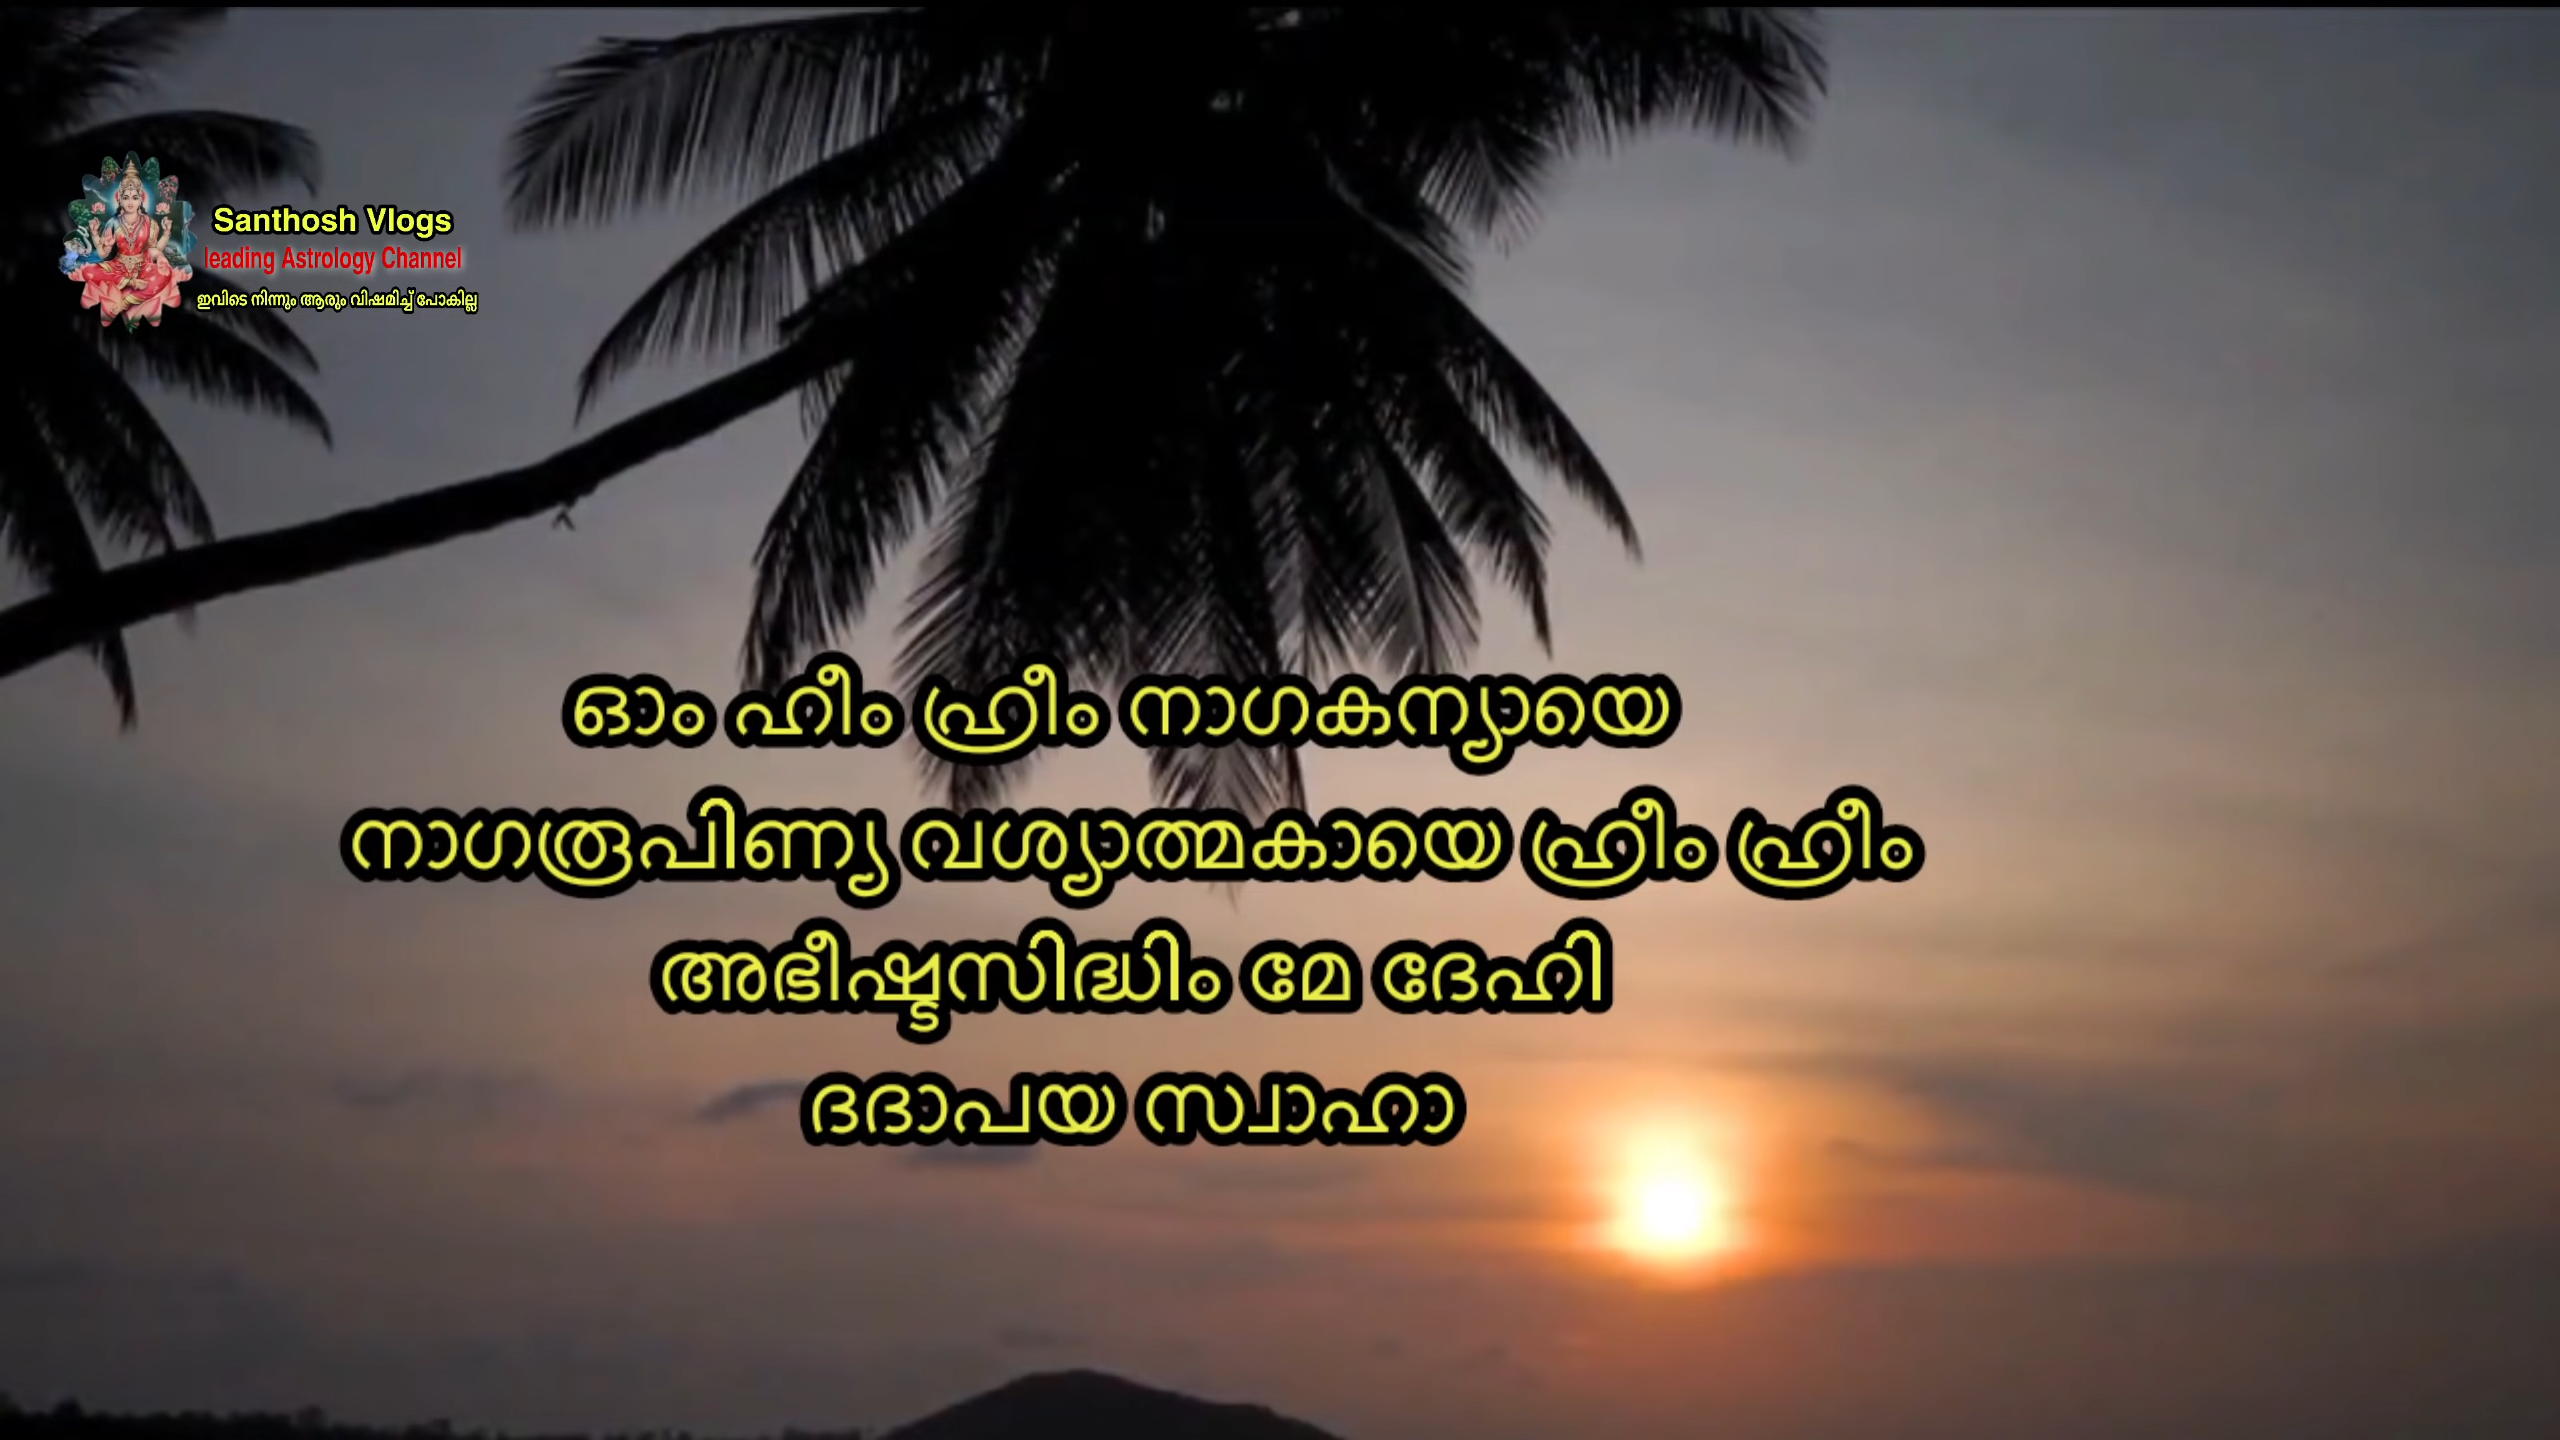 Santhosh Vlogs
leading Astrology Channel
ഇവിടെ നിന്നും ആരും വിഷമിച്ച് പോകില്ല
ഓം ഹീം ഹ്രീം നാഗകന്യായെ
നാഗരൂപിണ്യ വശ്യാത്മകായെ ഹ്രീം ഹ്രീം
അഭീഷ്ടസിദ്ധിം മേ ദേഹി
ദദാപയ സ്വാഹാ